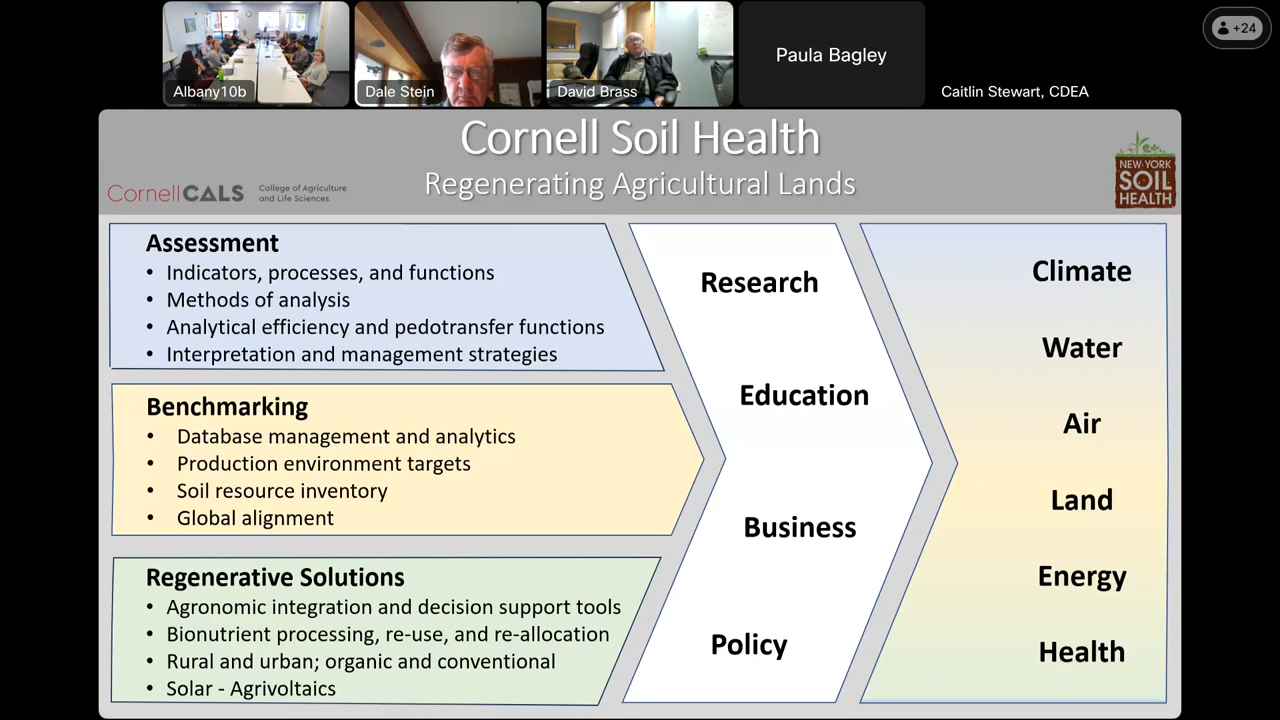 Albany10b
Dale Stein
David Brass
Paula Bagley
Caitlin Stewart, CDEA
+24
Cornell Soil Health
Regenerating Agricultural Lands
CornellCALS
College of Agriculture
and Life Sciences
NEW·YORK
SOIL
HEALTH
Assessment
• Indicators, processes, and functions
• Methods of analysis
• Analytical efficiency and pedotransfer functions
• Interpretation and management strategies
Benchmarking
• Database management and analytics
• Production environment targets
• Soil resource inventory
• Global alignment
Regenerative Solutions
• Agronomic integration and decision support tools
• Bionutrient processing, re-use, and re-allocation
• Rural and urban; organic and conventional
• Solar - Agrivoltaics
Research
Education
Business
Policy
Climate
Water
Air
Land
Energy
Health